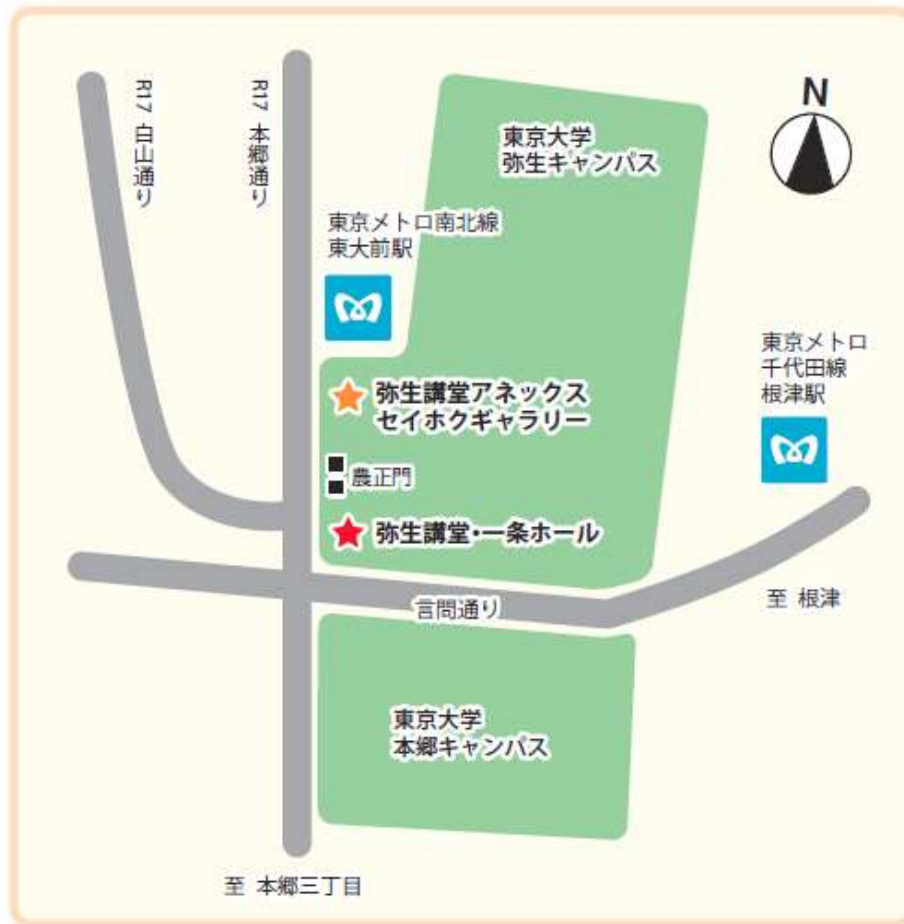 R17 白山通り
R17 本郷通り
東京大学
弥生キャンパス
N
東京メトロ南北線
東大前駅
東京メトロ
千代田線
根津駅
弥生講堂アネックス
セイホクギャラリー
農正門
弥生講堂・一条ホール
言問通り
至 根津
東京大学
本郷キャンパス
至 本郷三丁目